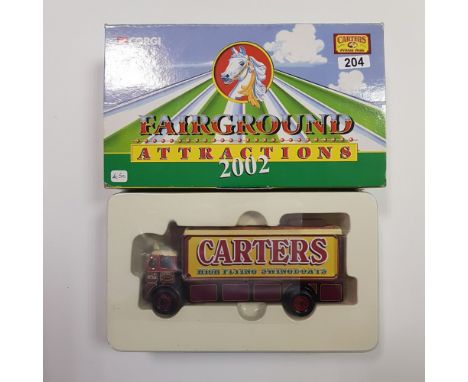 CORGI
CARTERS
204
FAIRGROUND
ATTRACTIONS
2002
CARTERS
HIGH FLYING SWINGBOATS